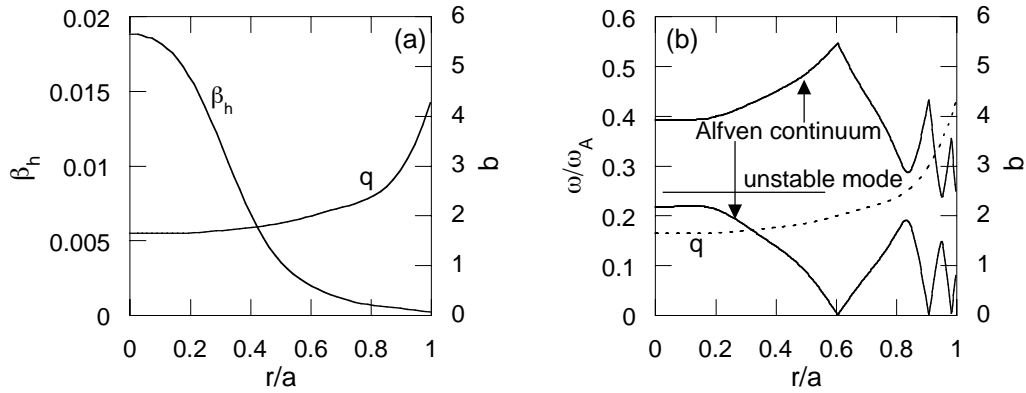 0.02
0.015
0.01
0.005
0
β_h
(a)
β_h
q
6
5
4
3
2
1
0
q
0 0.2 0.4 0.6 0.8 1
r/a
0.6
0.5
0.4
0.3
0.2
0.1
0
ω/ω_A
(b)
Alfven continuum
unstable mode
q
6
5
4
3
2
1
0
q
0 0.2 0.4 0.6 0.8 1
r/a